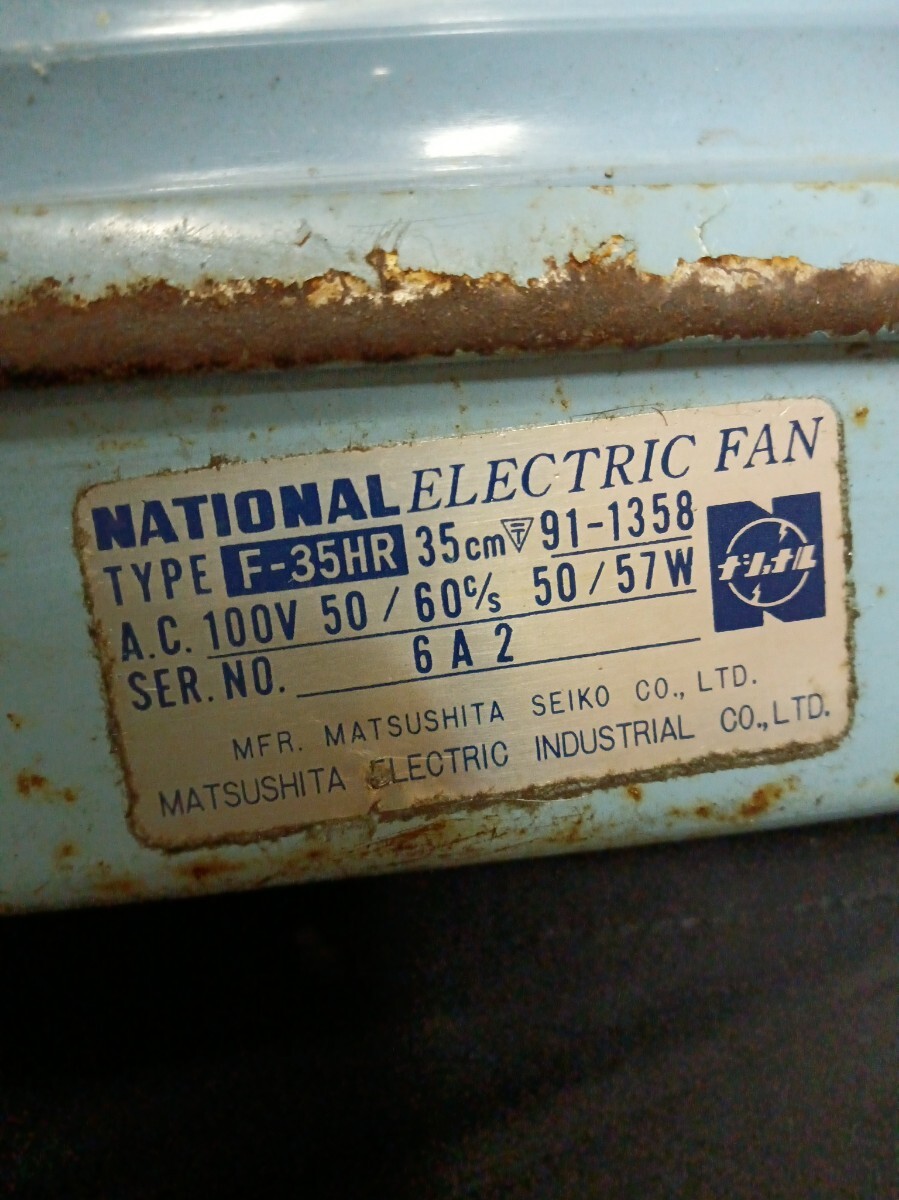 NATIONAL ELECTRIC FAN
TYPE F-35HR 35cm 〒 91-1358
A.C. 100V 50/60c/s 50/57W
SER. NO. 6A2
ナショナル
MFR. MATSUSHITA SEIKO CO., LTD.
MATSUSHITA ELECTRIC INDUSTRIAL CO., LTD.